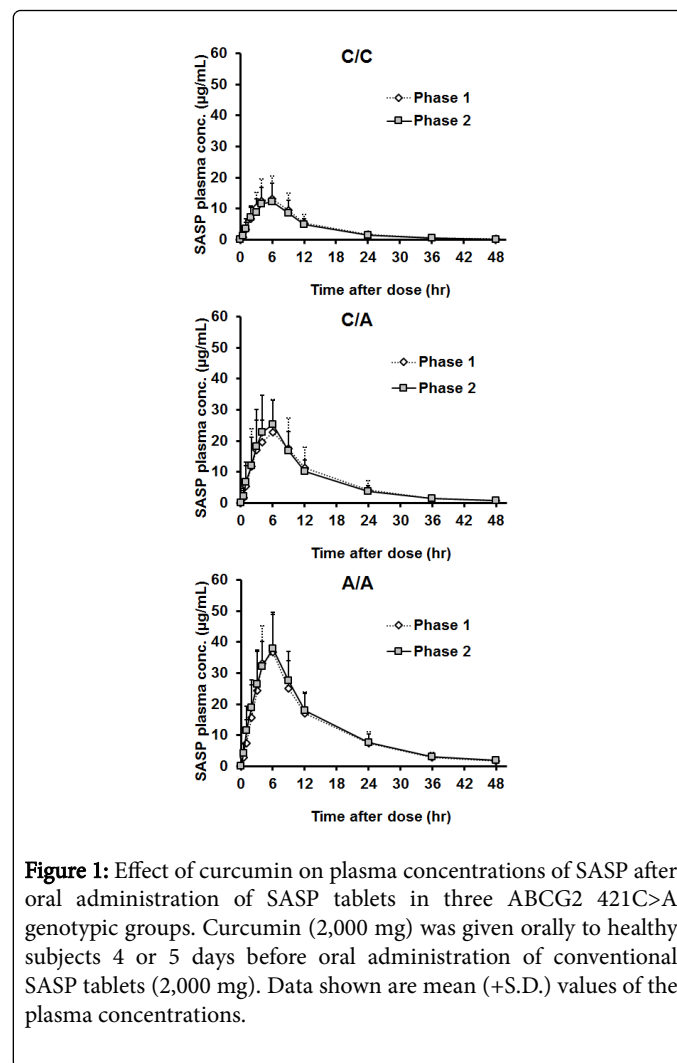 C/C
60
50
40
30
20
10
0
SASP plasma conc. (µg/mL)
Phase 1
Phase 2
0 6 12 24 30 36 44 48
Time after dose (hr)
C/A
60
50
40
30
20
10
0
SASP plasma conc. (µg/mL)
Phase 1
Phase 2
0 6 12 24 30 36 44 48
Time after dose (hr)
A/A
60
50
40
30
20
10
0
SASP plasma conc. (µg/mL)
Phase 1
Phase 2
0 6 12 24 30 36 44 48
Time after dose (hr)
Figure 1: Effect of curcumin on plasma concentrations of SASP after
oral administration of SASP tablets in three ABCG2 421C>A
genotypic groups. Curcumin (2,000 mg) was given orally to healthy
subjects 4 or 5 days before oral administration of conventional
SASP tablets (2,000 mg). Data shown are mean (+S.D.) values of the
plasma concentrations.